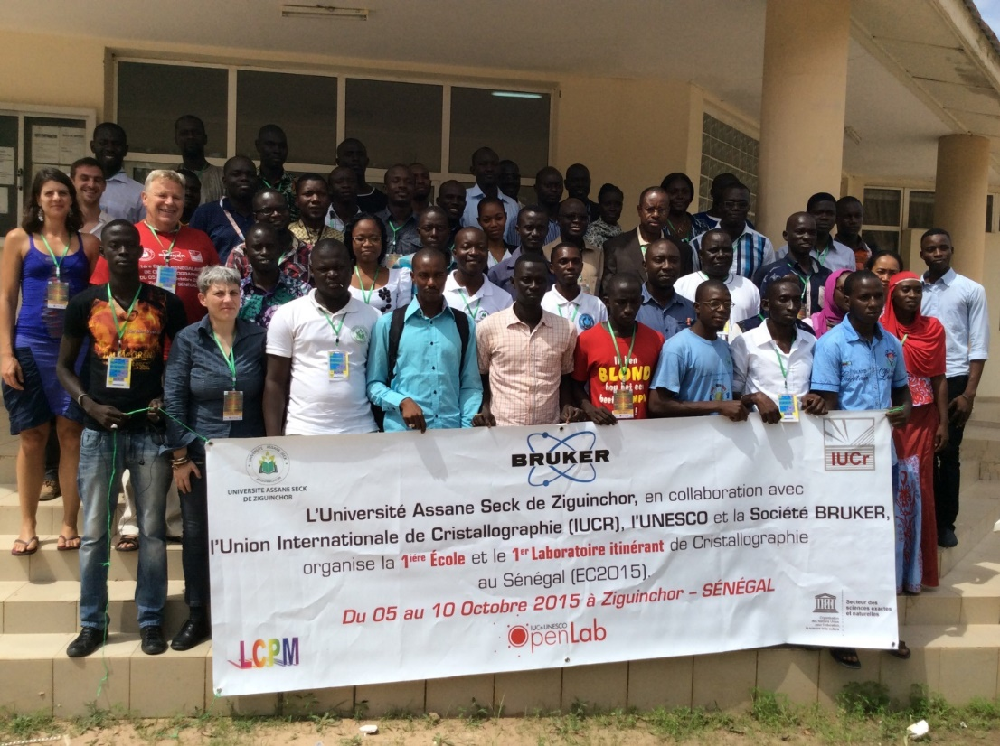 BLOND
UNIVERSITE ASSANE SECK
DE ZIGUINCHOR
BRUKER
IUCr
L'Université Assane Seck de Ziguinchor, en collaboration avec
l'Union Internationale de Cristallographie (IUCR), l'UNESCO et la Société BRUKER,
organise la 1ière École et le 1er Laboratoire itinérant de Cristallographie
au Sénégal (EC2015).
Du 05 au 10 Octobre 2015 à Ziguinchor – SÉNÉGAL
LCPM
IUCr-UNESCO
OpenLab
Secteur des
sciences exactes
et naturelles